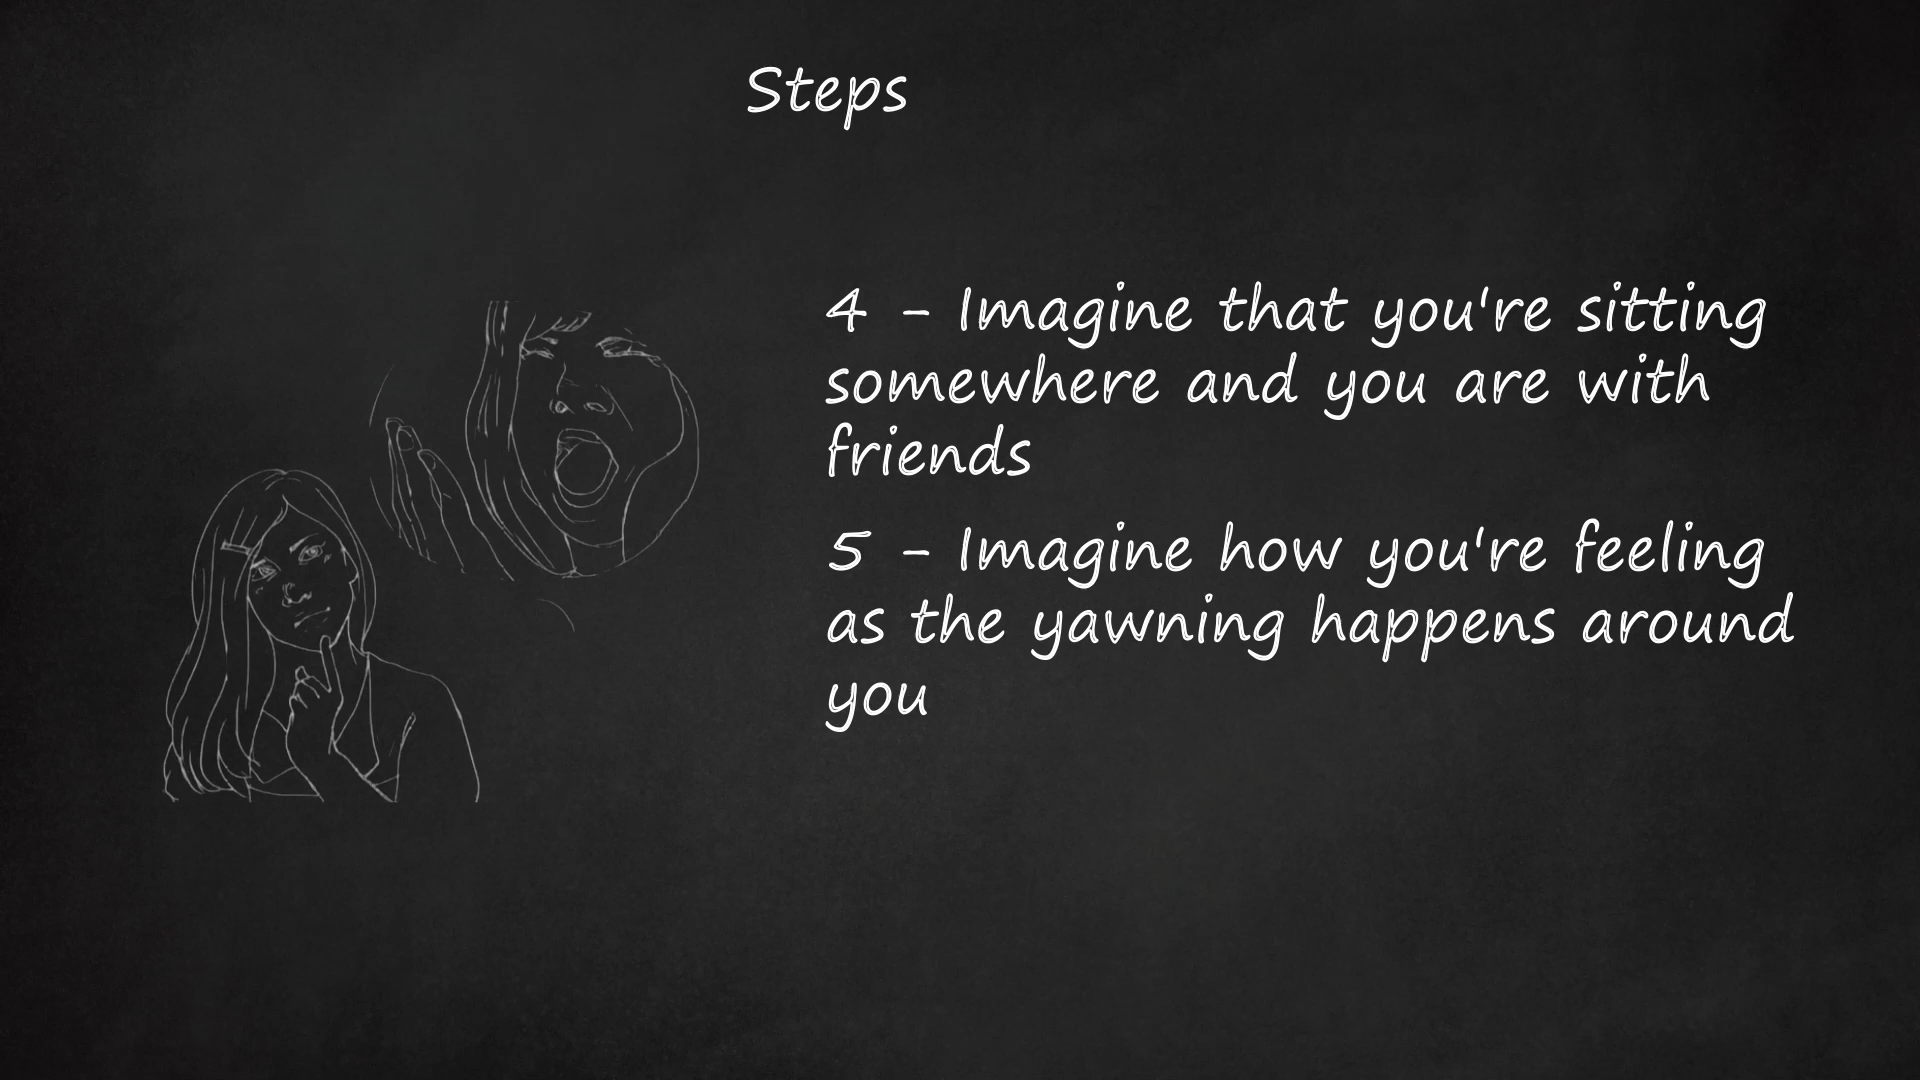 Steps
4 - Imagine that you're sitting
somewhere and you are with
friends
5 - Imagine how you're feeling
as the yawning happens around
you